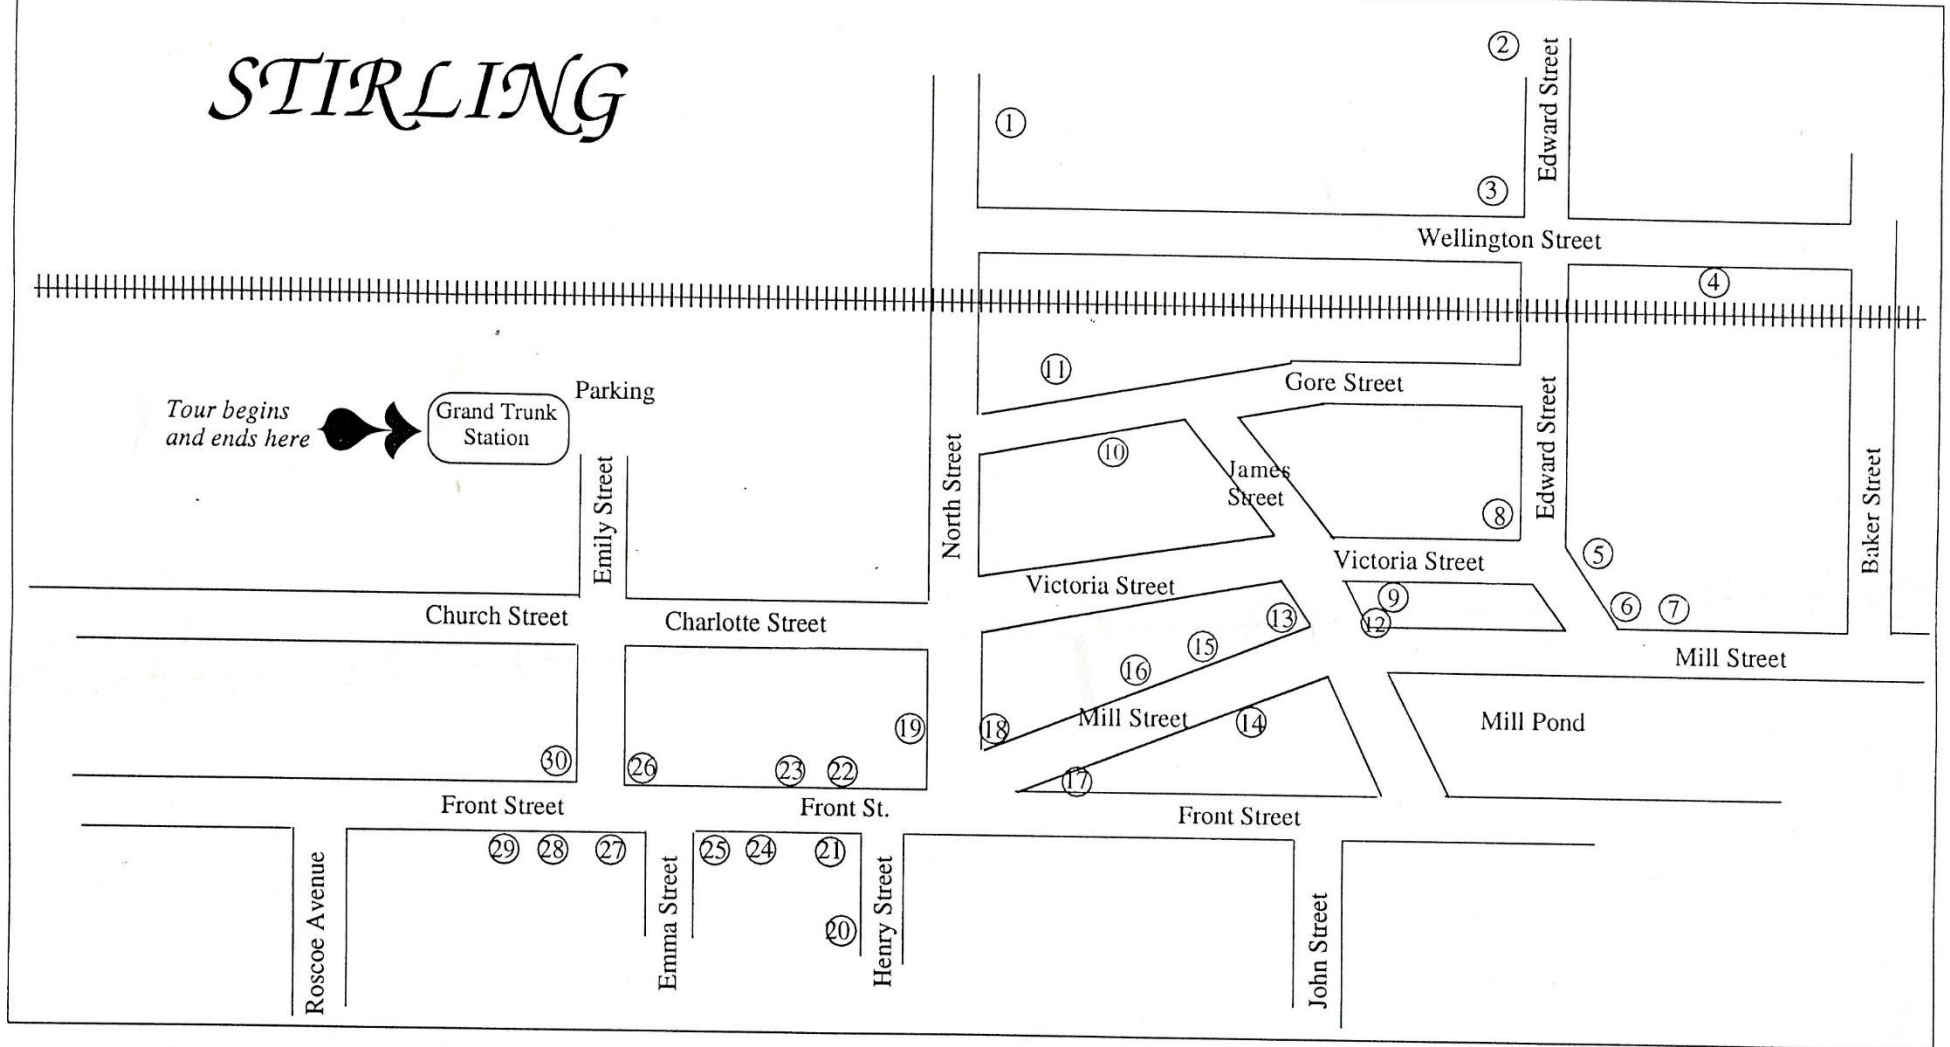 STIRLING
2
Edward Street
1
3
Wellington Street
4
11
Parking
Gore Street
Tour begins
and ends here
Grand Trunk
Station
10
James
Street
Edward Street
North Street
Emily Street
8
Baker Street
5
Victoria Street
Victoria Street
9
6
7
Church Street
Charlotte Street
13
12
15
16
Mill Street
19
18
Mill Street
14
Mill Pond
30
26
23
22
17
Front Street
Front St.
Front Street
29
28
27
25
24
21
20
Roscoe Avenue
Emma Street
Henry Street
John Street